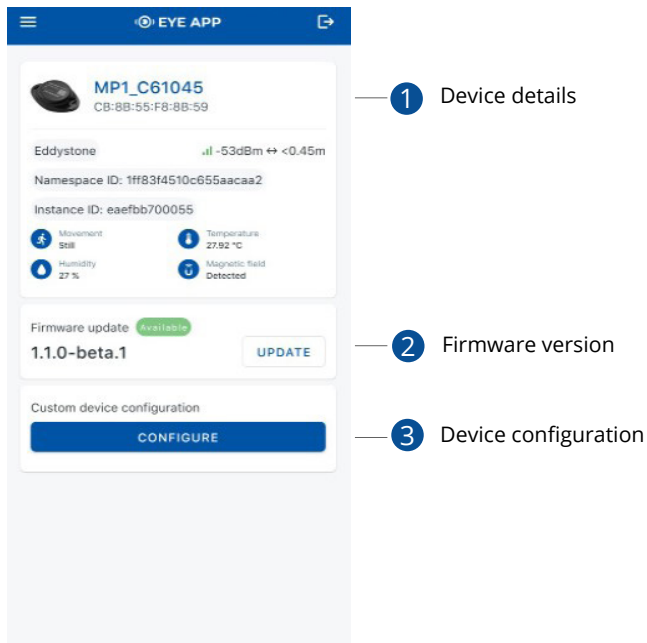 EYE APP
MP1_C61045
CB:8B:55:F8:8B:59
1 Device details
Eddystone -53dBm ↔ <0.45m
Namespace ID: 1ff83f4510c655aacaa2
Instance ID: eaefbb700055
Movement Temperature
Still 27.92 °C
Humidity Magnetic field
27 % Detected
Firmware update Available
1.1.0-beta.1 UPDATE
2 Firmware version
Custom device configuration
CONFIGURE
3 Device configuration